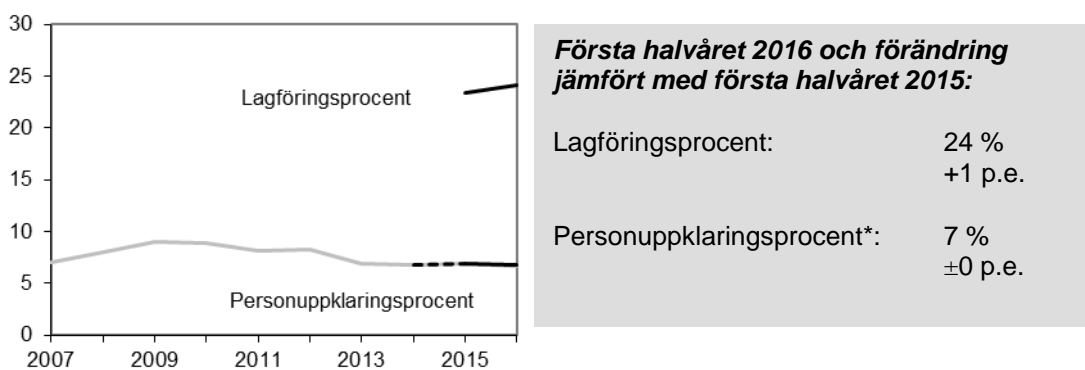 30
25
20
15
10
5
0
Lagföringsprocent
Personuppklaringsprocent
2007 2009 2011 2013 2015
Första halvåret 2016 och förändring
jämfört med första halvåret 2015:
Lagföringsprocent: 24 %
+1 p.e.
Personuppklaringsprocent*: 7 %
±0 p.e.